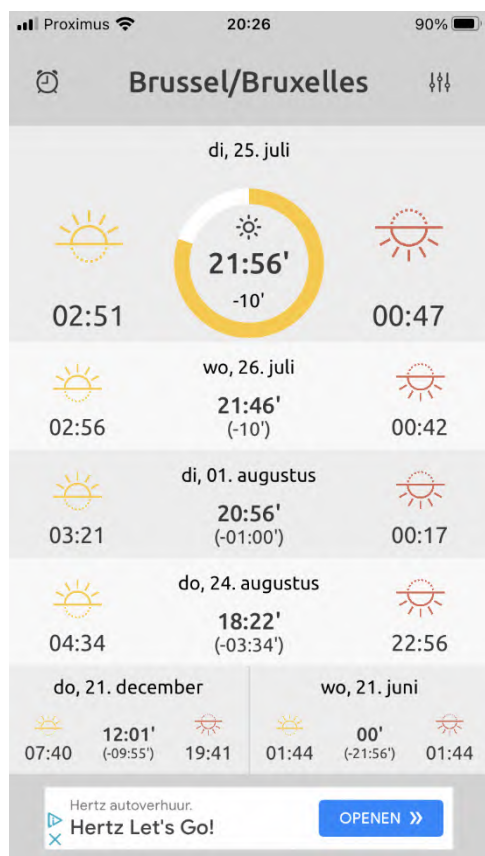 Proximus 20:26 90%
Brussel/Bruxelles
di, 25. juli
21:56'
-10'
02:51 00:47
wo, 26. juli
21:46'
(-10')
02:56 00:42
di, 01. augustus
20:56'
(-01:00')
03:21 00:17
do, 24. augustus
18:22'
(-03:34')
04:34 22:56
do, 21. december
12:01'
07:40 (-09:55') 19:41
wo, 21. juni
00'
01:44 (-21:56') 01:44
Hertz autoverhuur.
Hertz Let's Go!
OPENEN »